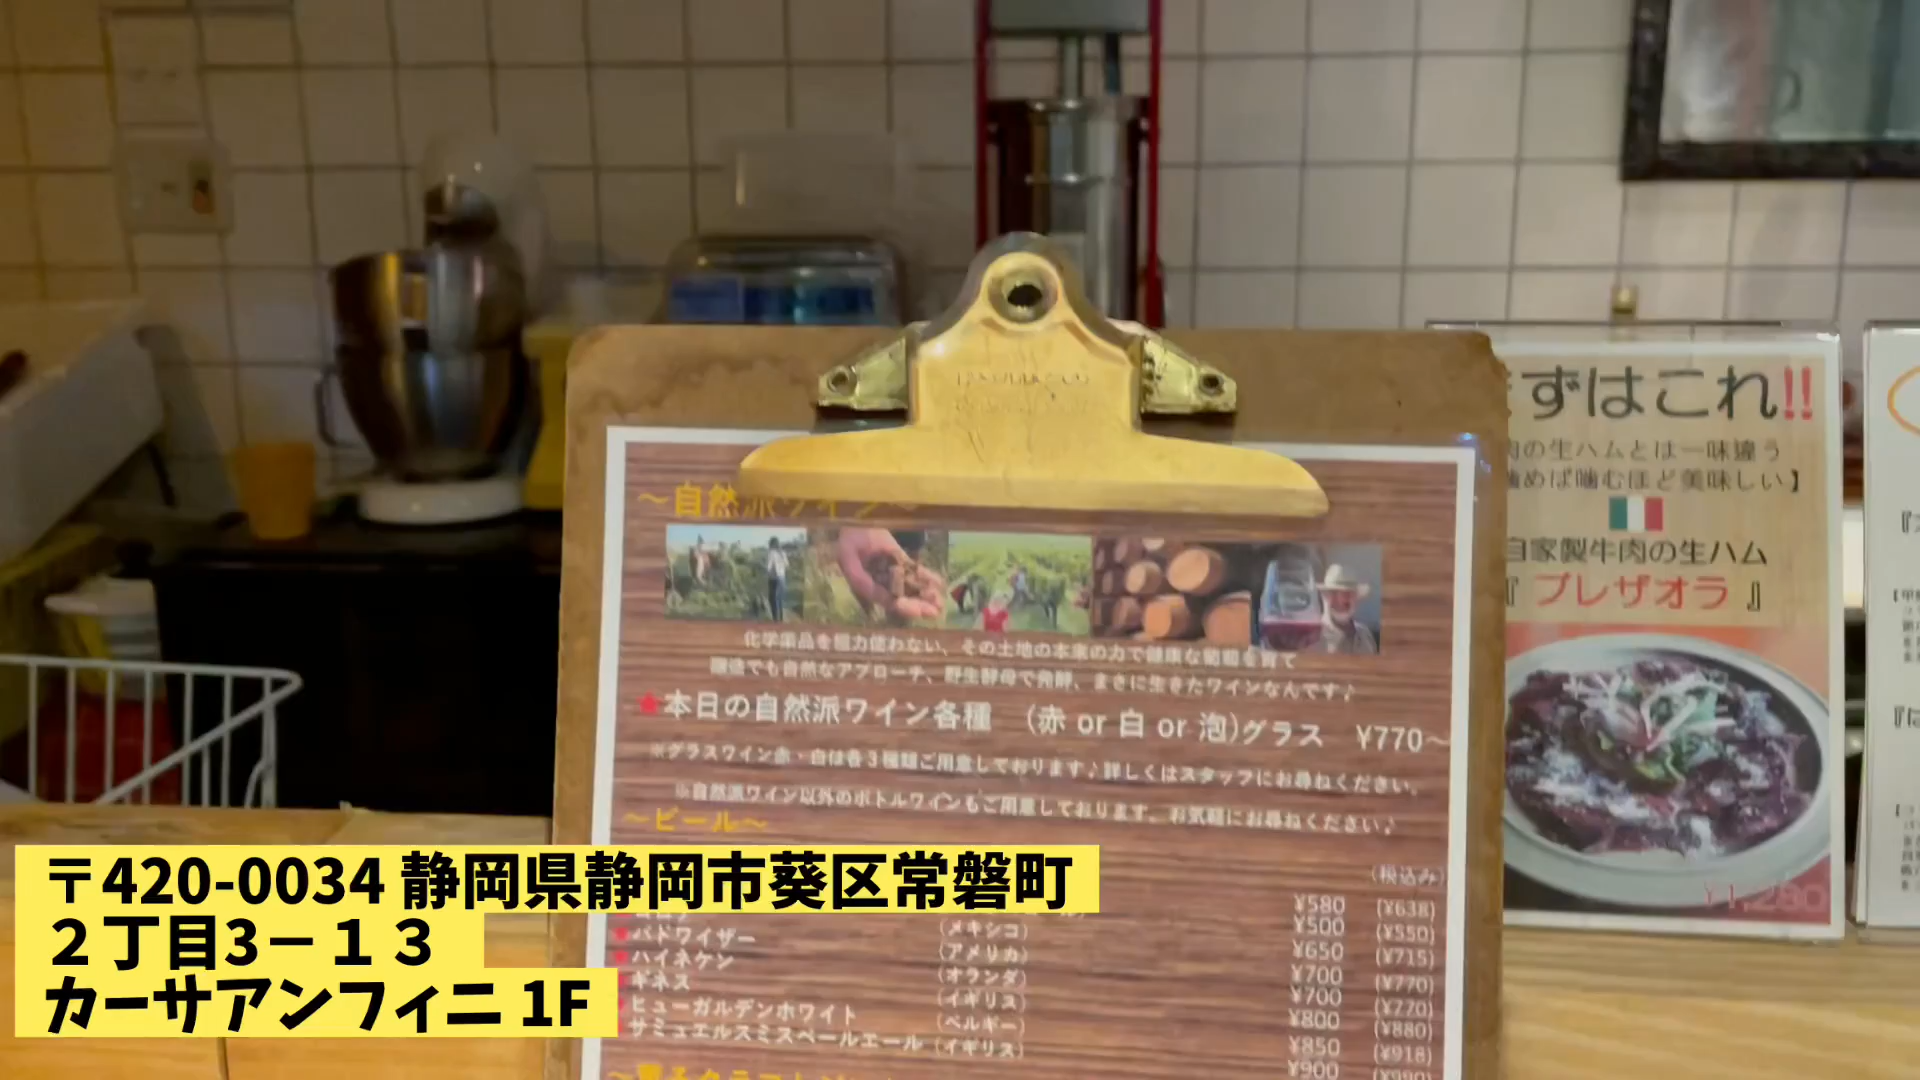 まずはこれ!!
肉の生ハムとは一味違う
噛めば噛むほど美味しい】
自家製牛肉の生ハム
『 ブレザオラ 』
¥1,280
～自然派ワイン～
化学薬品を極力使わない、その土地の本来の力で健康な葡萄を育て
醸造でも自然なアプローチ、野生酵母で発酵、まさに生きたワインなんです♪
★本日の自然派ワイン各種 (赤 or 白 or 泡)グラス ¥770～
※グラスワイン赤・白は各3種類ご用意しております♪詳しくはスタッフにお尋ねください。
※自然派ワイン以外のボトルワインもご用意しております。お気軽にお尋ねください♪
～ビール～
(税込み)
¥580 (¥638)
(メキシコ) ¥500 (¥550)
バドワイザー (アメリカ) ¥650 (¥715)
ハイネケン (オランダ) ¥700 (¥770)
ギネス (イギリス) ¥700 (¥770)
ヒューガルデンホワイト (ベルギー) ¥800 (¥880)
サミュエルスミスペールエール (イギリス) ¥850 (¥918)
¥900 (¥990)
〒420-0034 静岡県静岡市葵区常磐町
２丁目3－１３
カーサアンフィニ 1F